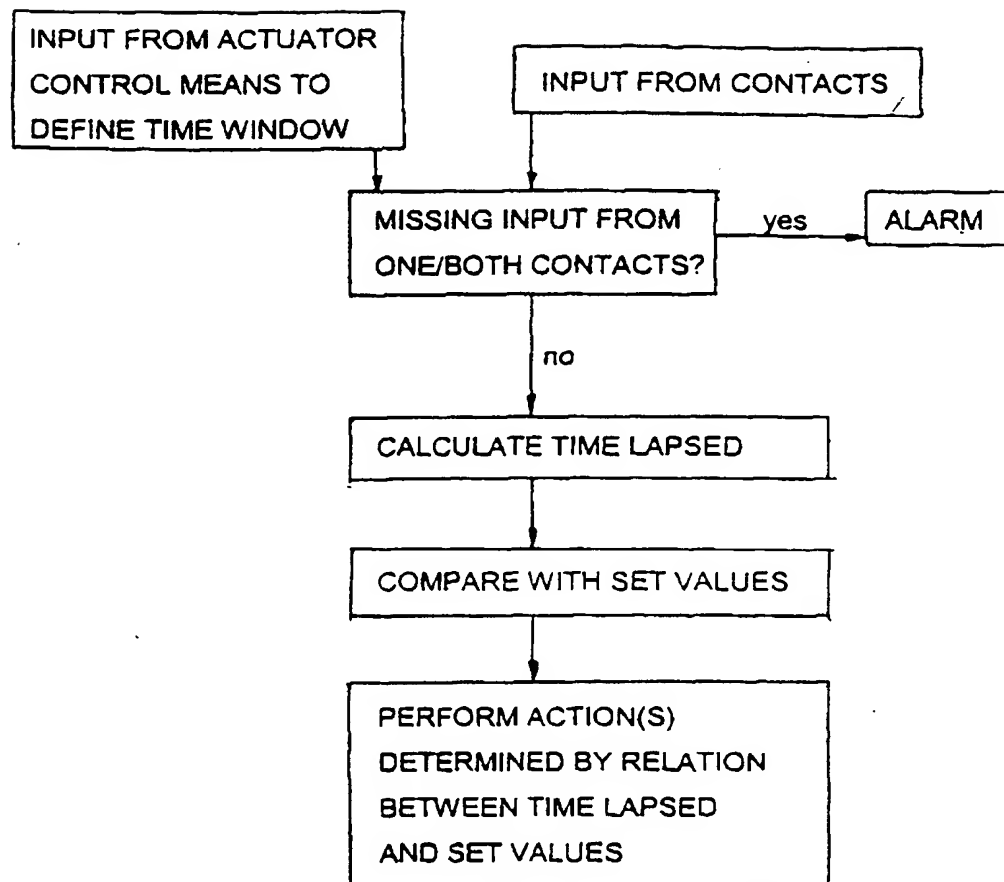 INPUT FROM ACTUATOR
CONTROL MEANS TO
DEFINE TIME WINDOW
INPUT FROM CONTACTS
MISSING INPUT FROM
ONE/BOTH CONTACTS?
yes
ALARM
no
CALCULATE TIME LAPSED
COMPARE WITH SET VALUES
PERFORM ACTION(S)
DETERMINED BY RELATION
BETWEEN TIME LAPSED
AND SET VALUES